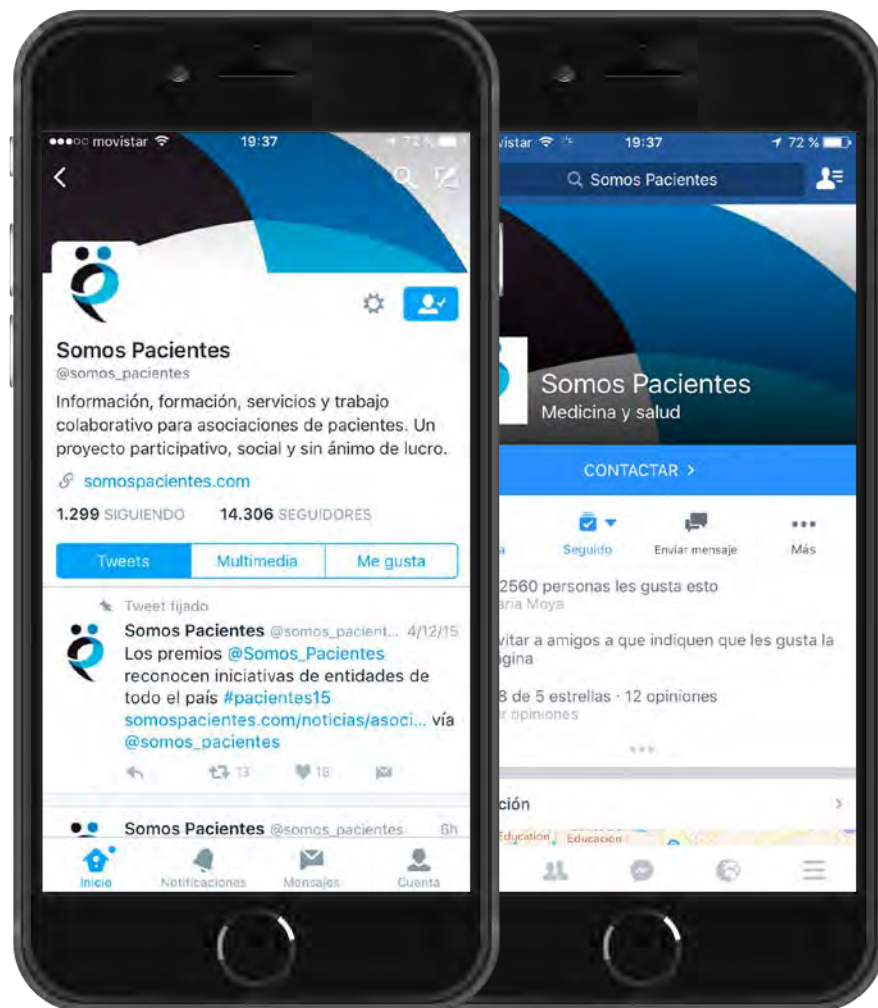 movistar 19:37 72 %
Somos Pacientes
@somos_pacientes
Información, formación, servicios y trabajo
colaborativo para asociaciones de pacientes. Un
proyecto participativo, social y sin ánimo de lucro.
somospacientes.com
1.299 SIGUIENDO 14.306 SEGUIDORES
Tweets Multimedia Me gusta
Tweet fijado
Somos Pacientes @somos_pacient... 4/12/15
Los premios @Somos_Pacientes
reconocen iniciativas de entidades de
todo el país #pacientes15
somospacientes.com/noticias/asoci... vía
@somos_pacientes
13 18
Somos Pacientes @somos_pacientes 6h
Inicio Notificaciones Mensajes Cuenta
vistar 19:37 72 %
Somos Pacientes
Somos Pacientes
Medicina y salud
CONTACTAR >
Seguido Enviar mensaje Más
2560 personas les gusta esto
aria Moya
vitar a amigos a que indiquen que les gusta la
gina
8 de 5 estrellas · 12 opiniones
r opiniones
ción
Education Educación